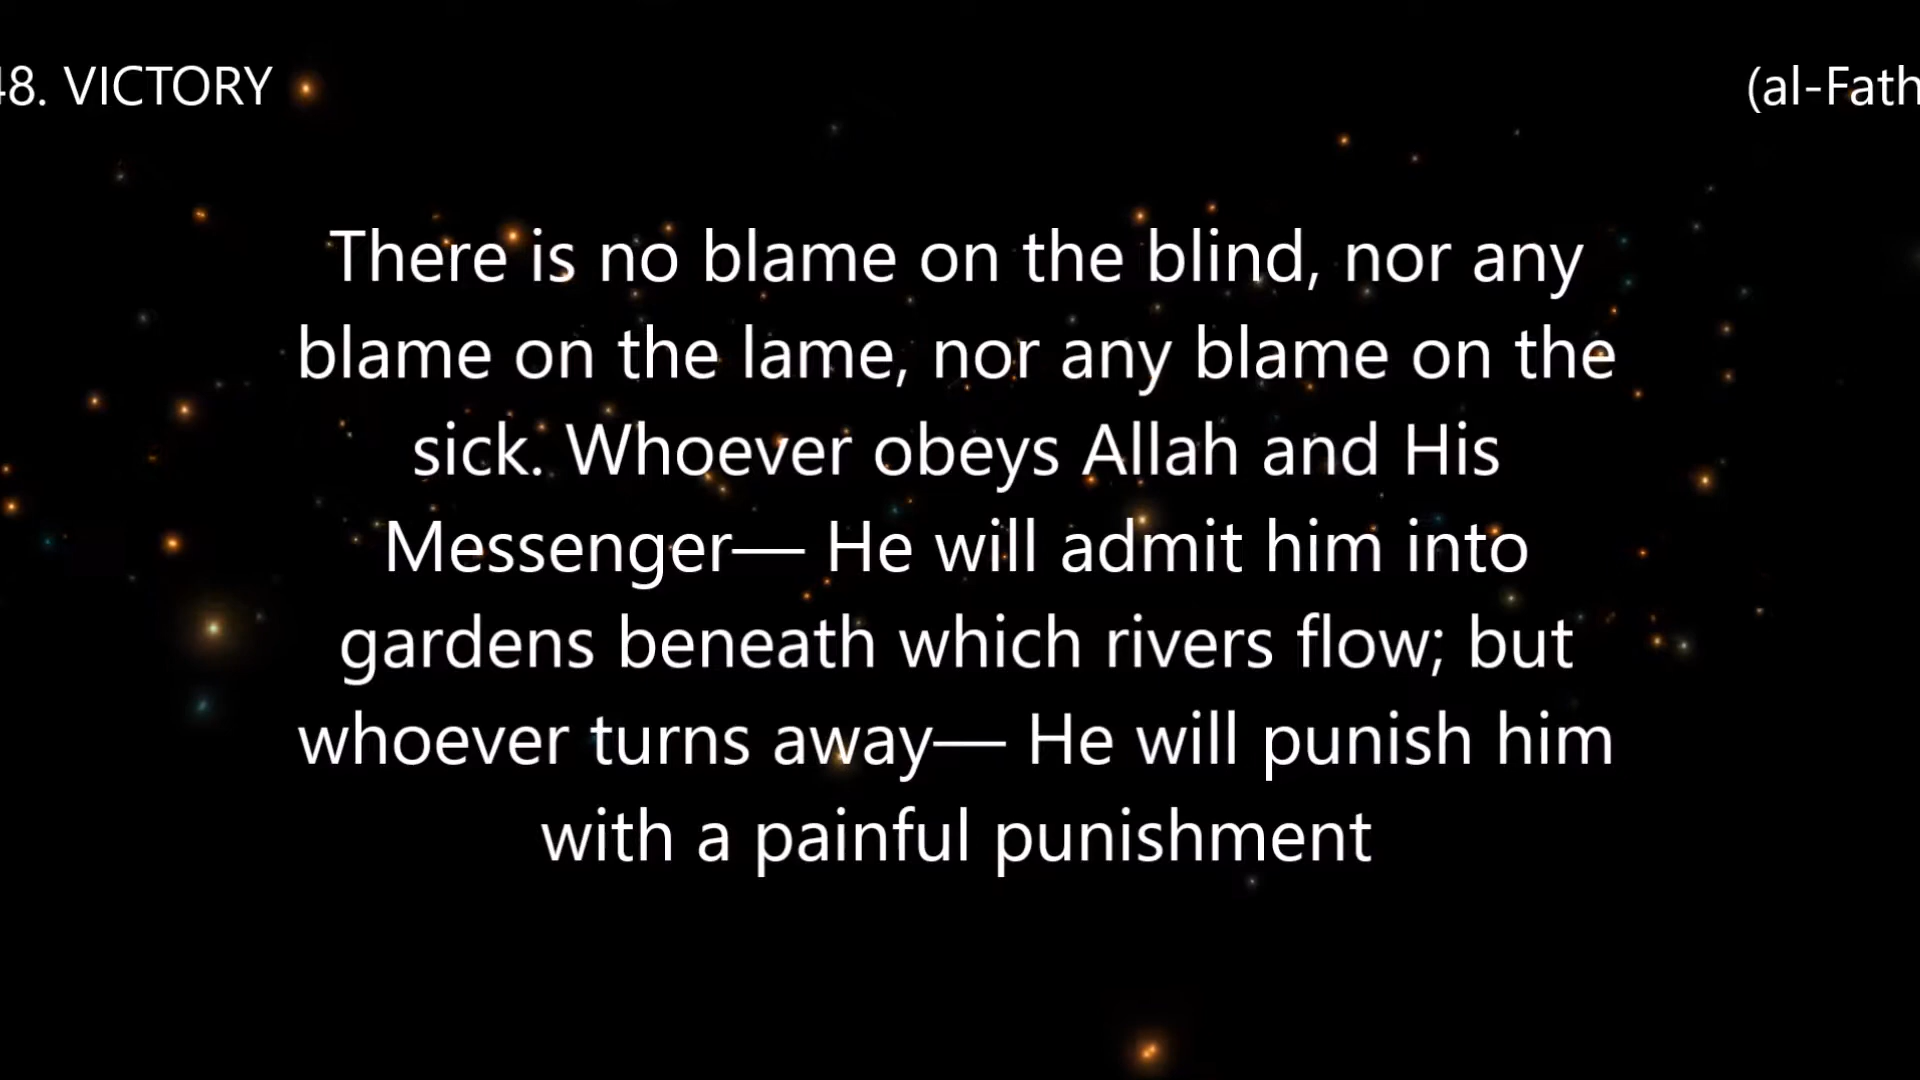 48. VICTORY (al-Fath
There is no blame on the blind, nor any
blame on the lame, nor any blame on the
sick. Whoever obeys Allah and His
Messenger— He will admit him into
gardens beneath which rivers flow; but
whoever turns away— He will punish him
with a painful punishment